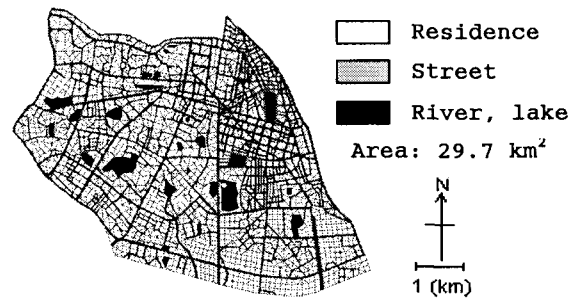 Residence
Street
River, lake
Area: 29.7 km²
N
1 (km)